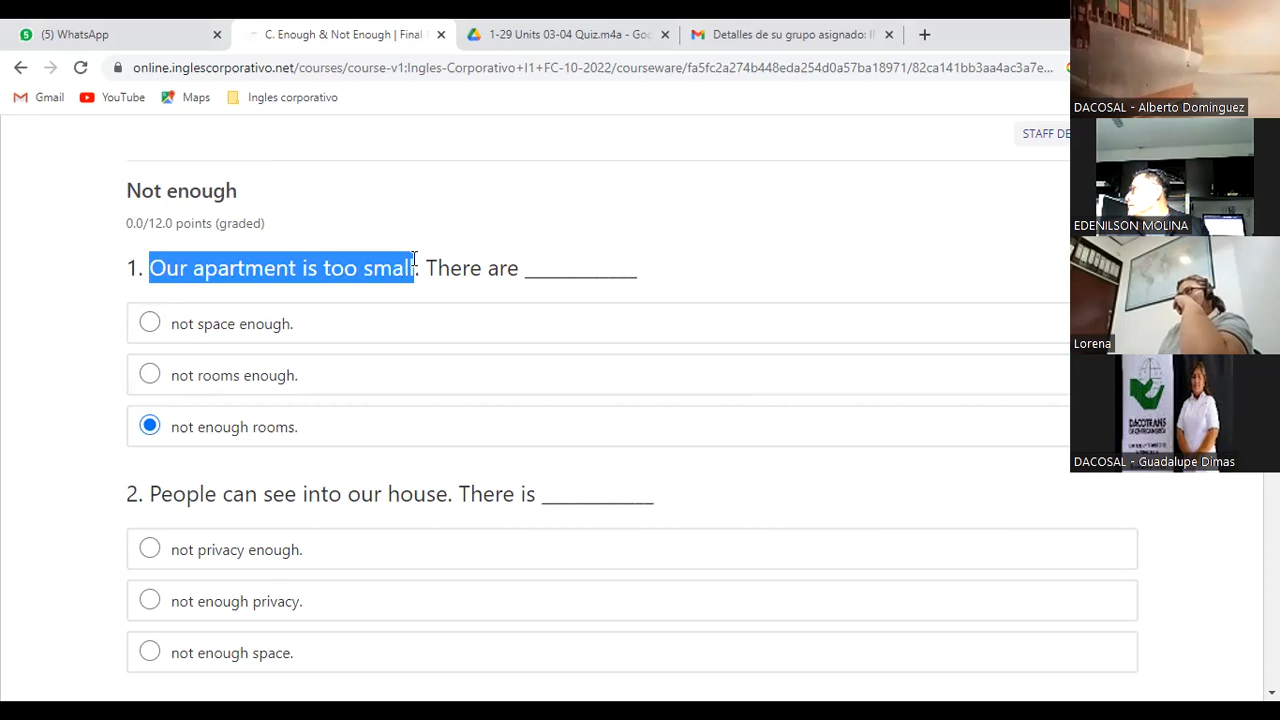 (5) WhatsApp
C. Enough & Not Enough | Final
1-29 Units 03-04 Quiz.m4a - Goo
Detalles de su grupo asignado: I
online.inglescorporativo.net/courses/course-v1:Ingles-Corporativo+I1+FC-10-2022/courseware/fa5fc2a274b448eda254d0a57ba18971/82ca141bb3aa4ac3a7e...
Gmail
YouTube
Maps
Ingles corporativo
STAFF DE
Not enough
0.0/12.0 points (graded)
1. Our apartment is too small. There are ___________
not space enough.
not rooms enough.
not enough rooms.
2. People can see into our house. There is ___________
not privacy enough.
not enough privacy.
not enough space.
DACOSAL - Alberto Dominguez
EDENILSON MOLINA
Lorena
DACOTRANS
DE CENTROAMERICA
DACOSAL - Guadalupe Dimas